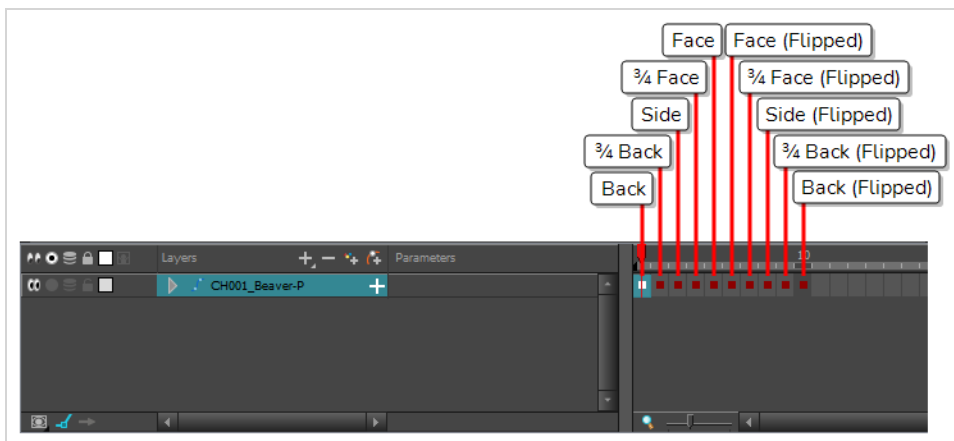 Face Face (Flipped)
¾ Face ¾ Face (Flipped)
Side Side (Flipped)
¾ Back ¾ Back (Flipped)
Back Back (Flipped)
Layers Parameters 10
CH001_Beaver-P